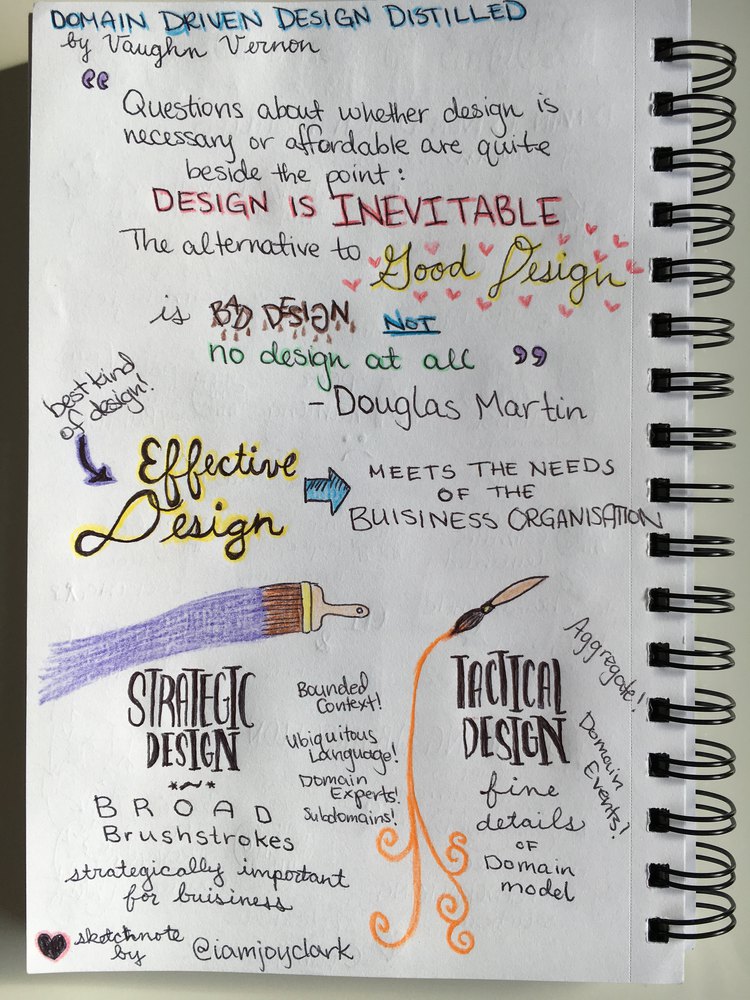 DOMAIN DRIVEN DESIGN DISTILLED
by Vaughn Vernon
“
Questions about whether design is
necessary or affordable are quite
beside the point:
DESIGN IS INEVITABLE
The alternative to Good Design
is BAD DESIGN, NOT
no design at all ”
- Douglas Martin
best kind
of design!
Effective
Design
MEETS THE NEEDS
OF THE
BUISINESS ORGANISATION
STRATEGIC
DESIGN
BROAD
Brushstrokes
strategically important
for buisiness
Bounded
Context!
Ubiquitous
Language!
Domain
Experts!
Subdomains!
TACTICAL
DESIGN
fine
details
OF
Domain
model
Aggregate!
Domain
Events!
sketchnote
by @iamjoyclark